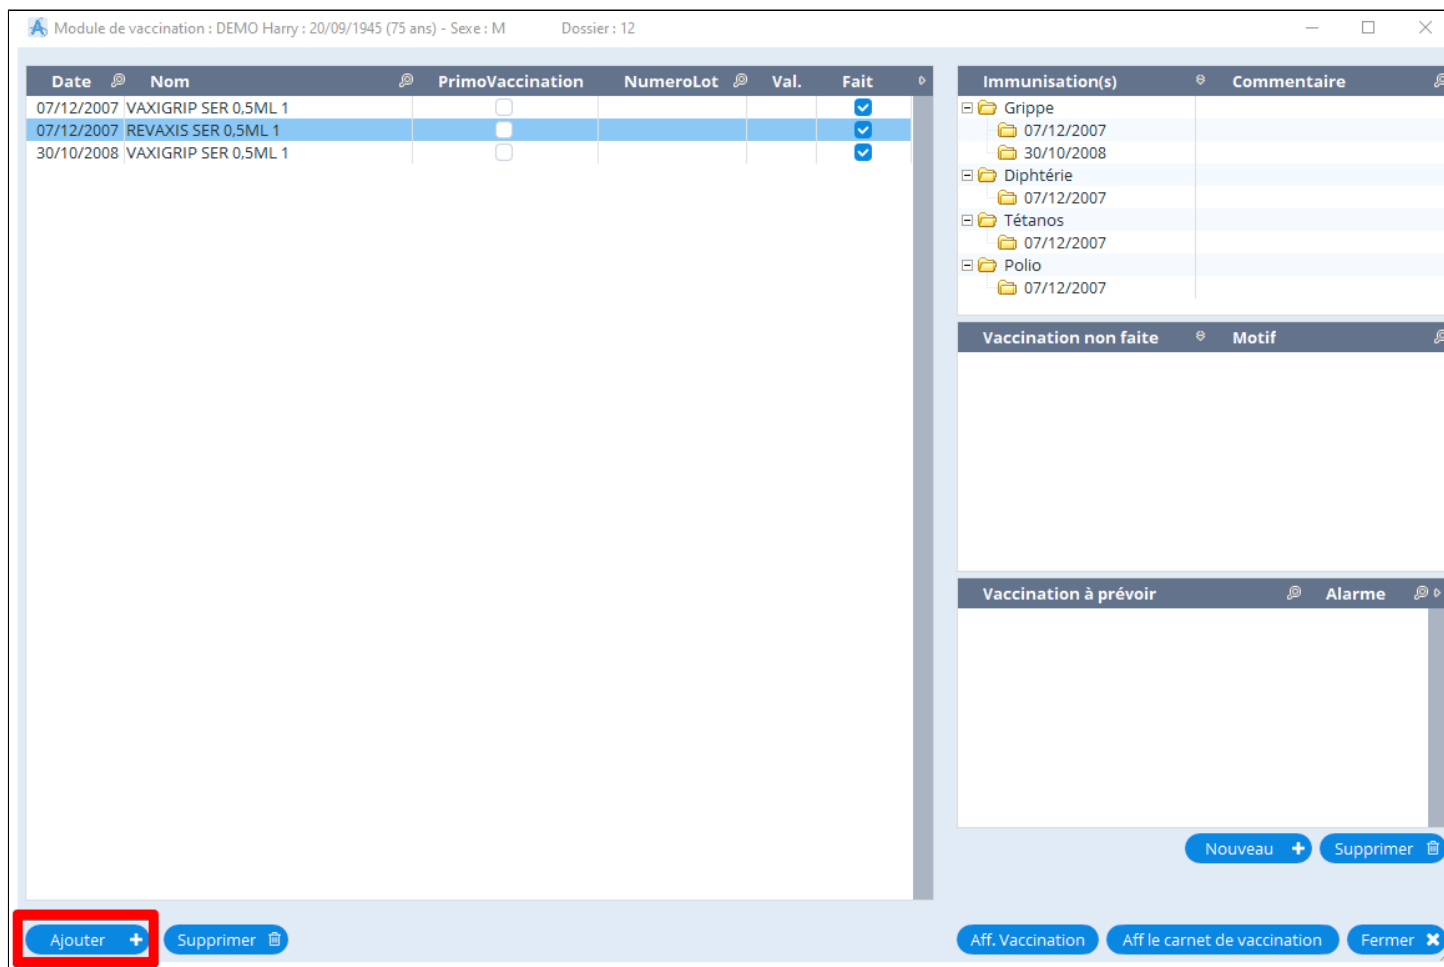 Module de vaccination : DEMO Harry : 20/09/1945 (75 ans) - Sexe : M Dossier : 12
Date Nom PrimoVaccination NumeroLot Val. Fait
07/12/2007 VAXIGRIP SER 0,5ML 1
07/12/2007 REVAXIS SER 0,5ML 1
30/10/2008 VAXIGRIP SER 0,5ML 1
Immunisation(s) Commentaire
Grippe
07/12/2007
30/10/2008
Diphtérie
07/12/2007
Tétanos
07/12/2007
Polio
07/12/2007
Vaccination non faite Motif
Vaccination à prévoir Alarme
Nouveau Supprimer
Ajouter Supprimer Aff. Vaccination Aff le carnet de vaccination Fermer